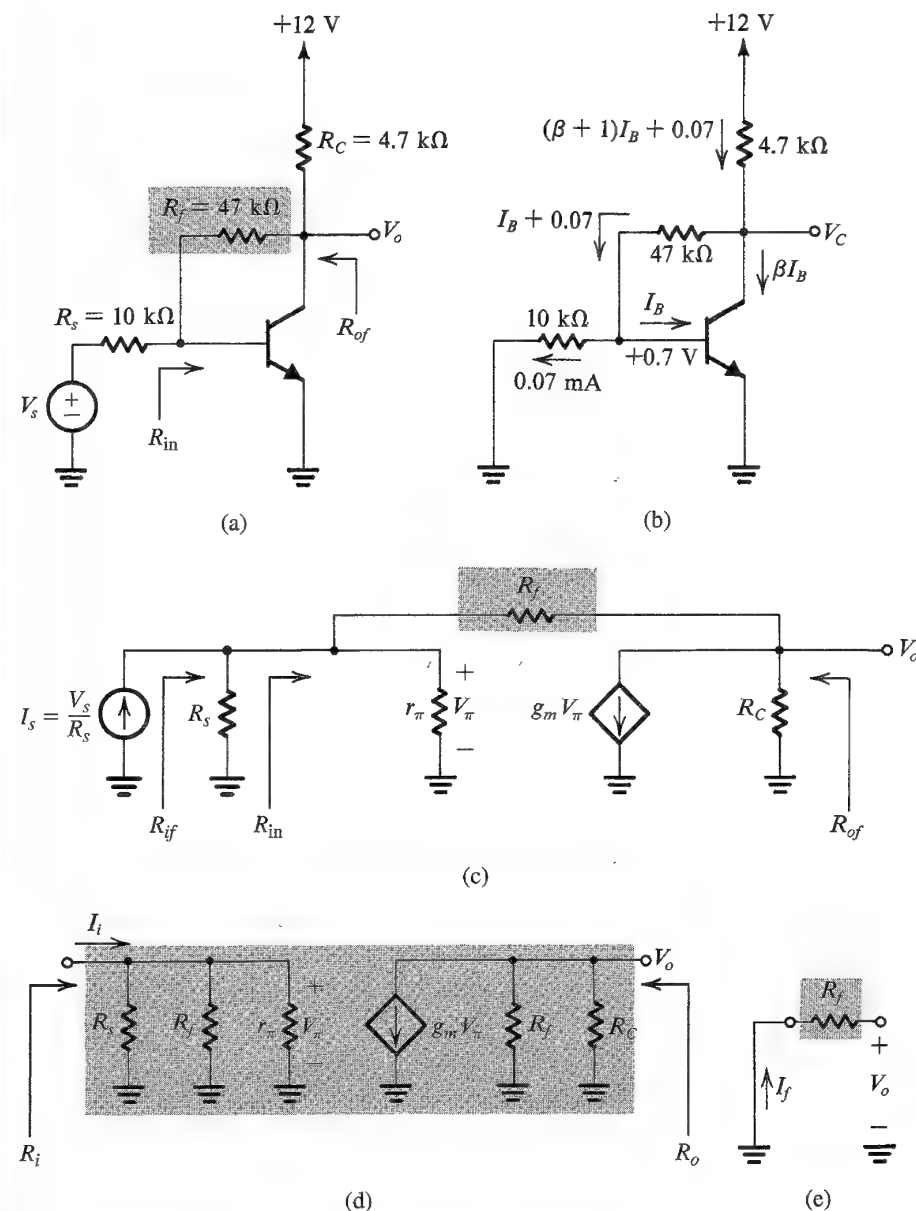 +12 V
R_C = 4.7 kΩ
R_f = 47 kΩ
V_o
R_of
R_s = 10 kΩ
V_s
+
−
R_in
(a)
+12 V
(β + 1)I_B + 0.07
4.7 kΩ
I_B + 0.07
47 kΩ
V_C
βI_B
I_B
10 kΩ
+0.7 V
0.07 mA
(b)
R_f
V_o
I_s = V_s/R_s
R_s
r_π
+
V_π
−
g_m V_π
R_C
R_if
R_in
R_of
(c)
I_i
V_o
R_s
R_f
r_π
+
V_π
−
g_m V_π
R_f
R_C
R_i
R_o
(d)
R_f
I_f
+
V_o
−
(e)